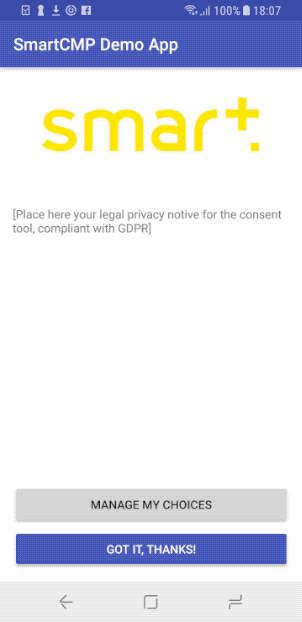 100% 18:07
SmartCMP Demo App
smart
[Place here your legal privacy notive for the consent
tool, compliant with GDPR]
MANAGE MY CHOICES
GOT IT, THANKS!